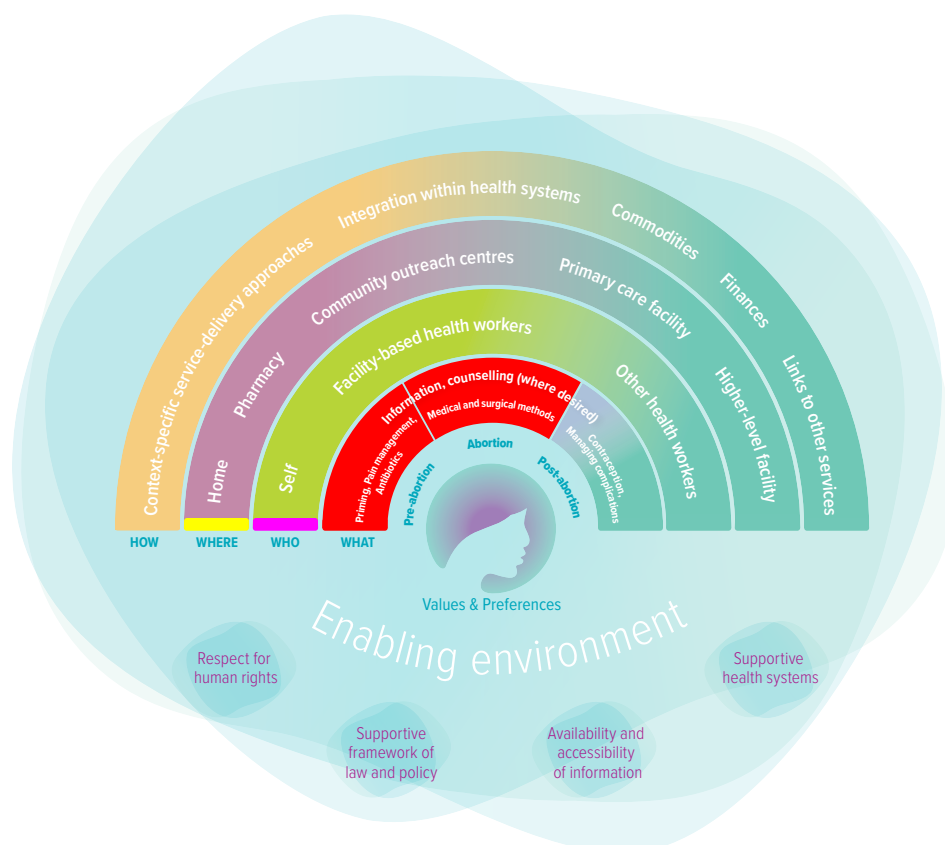 Context-specific service-delivery approaches
Integration within health systems
Commodities
Finances
Links to other services
Home
Pharmacy
Community outreach centres
Primary care facility
Higher-level facility
Self
Facility-based health workers
Other health workers
Information, counselling (where desired)
Priming, Pain management,
Antibiotics
Medical and surgical methods
Contraception,
Managing complications
Pre-abortion
Abortion
Post-abortion
HOW
WHERE
WHO
WHAT
Values & Preferences
Enabling environment
Respect for
human rights
Supportive
framework of
law and policy
Availability and
accessibility
of information
Supportive
health systems